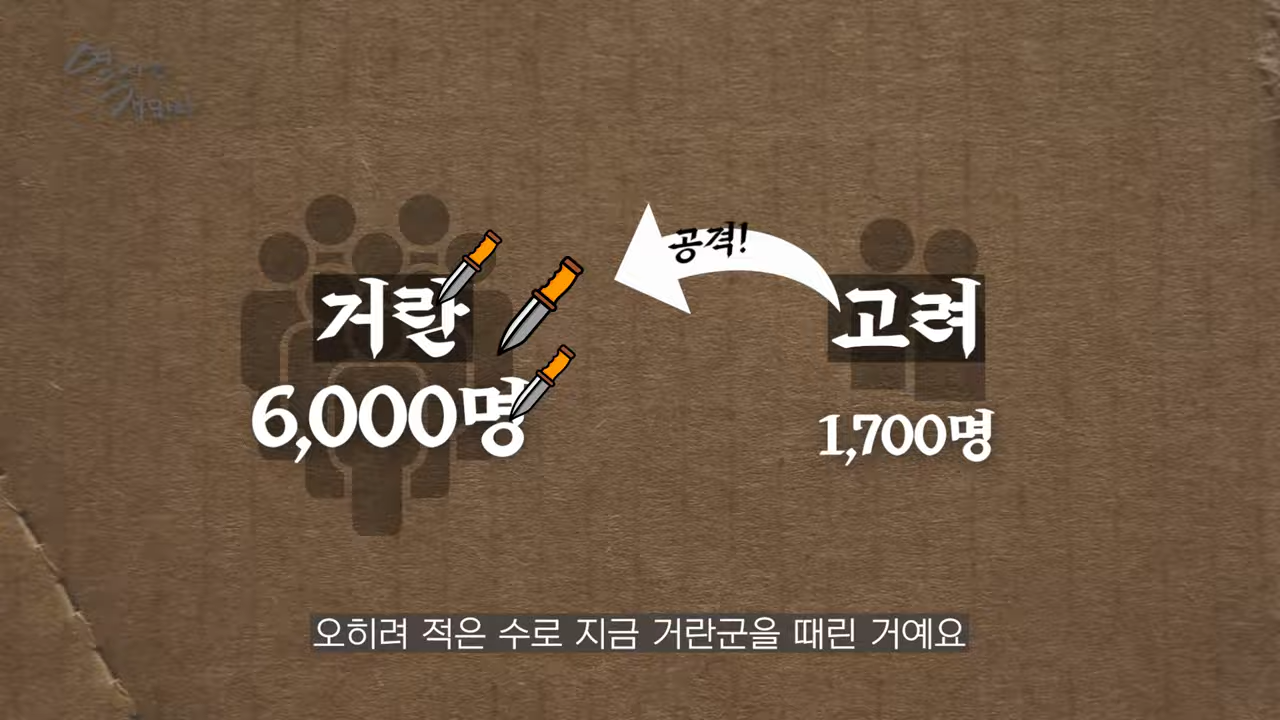 공격!
거란
고려
6,000명
1,700명
오히려 적은 수로 지금 거란군을 때린 거예요